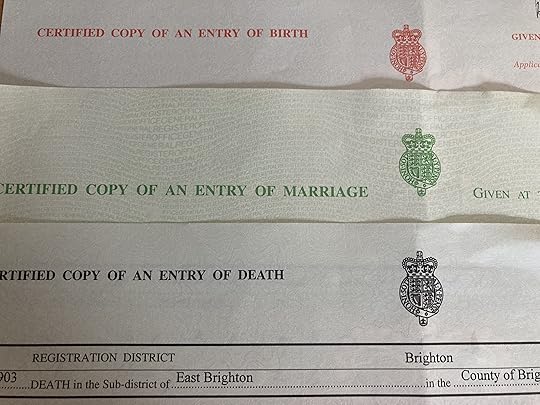 CERTIFIED COPY OF AN ENTRY OF BIRTH
GIVEN
Applic
CERTIFIED COPY OF AN ENTRY OF MARRIAGE
GIVEN AT
RTIFIED COPY OF AN ENTRY OF DEATH
REGISTRATION DISTRICT Brighton
903 DEATH in the Sub-district of East Brighton in the County of Brig